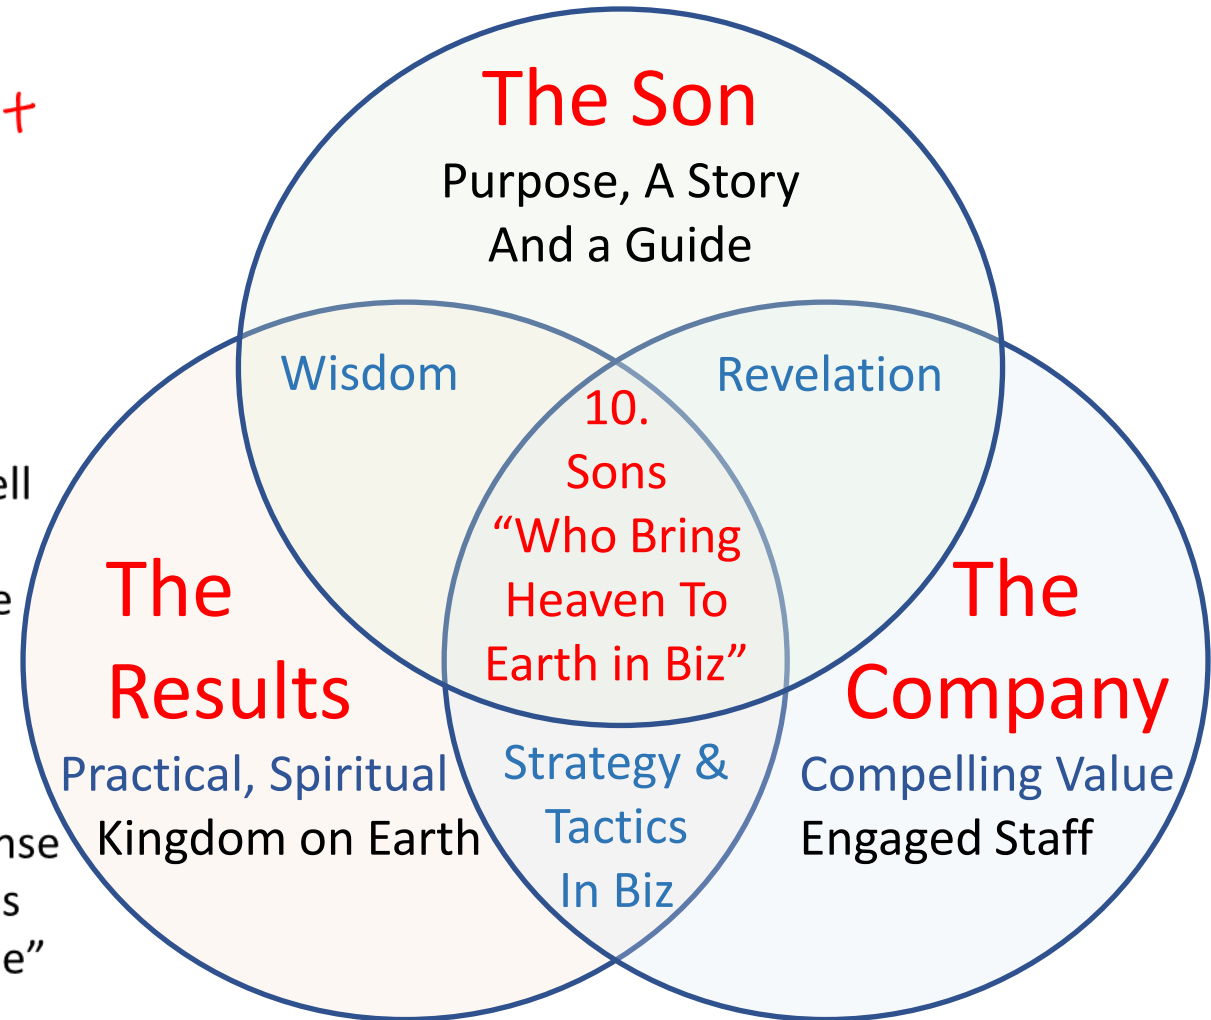 The Son
Purpose, A Story
And a Guide
Wisdom
Revelation
10.
Sons
“Who Bring
Heaven To
Earth in Biz”
The
Results
Practical, Spiritual
Kingdom on Earth
The
Company
Compelling Value
Engaged Staff
Strategy &
Tactics
In Biz